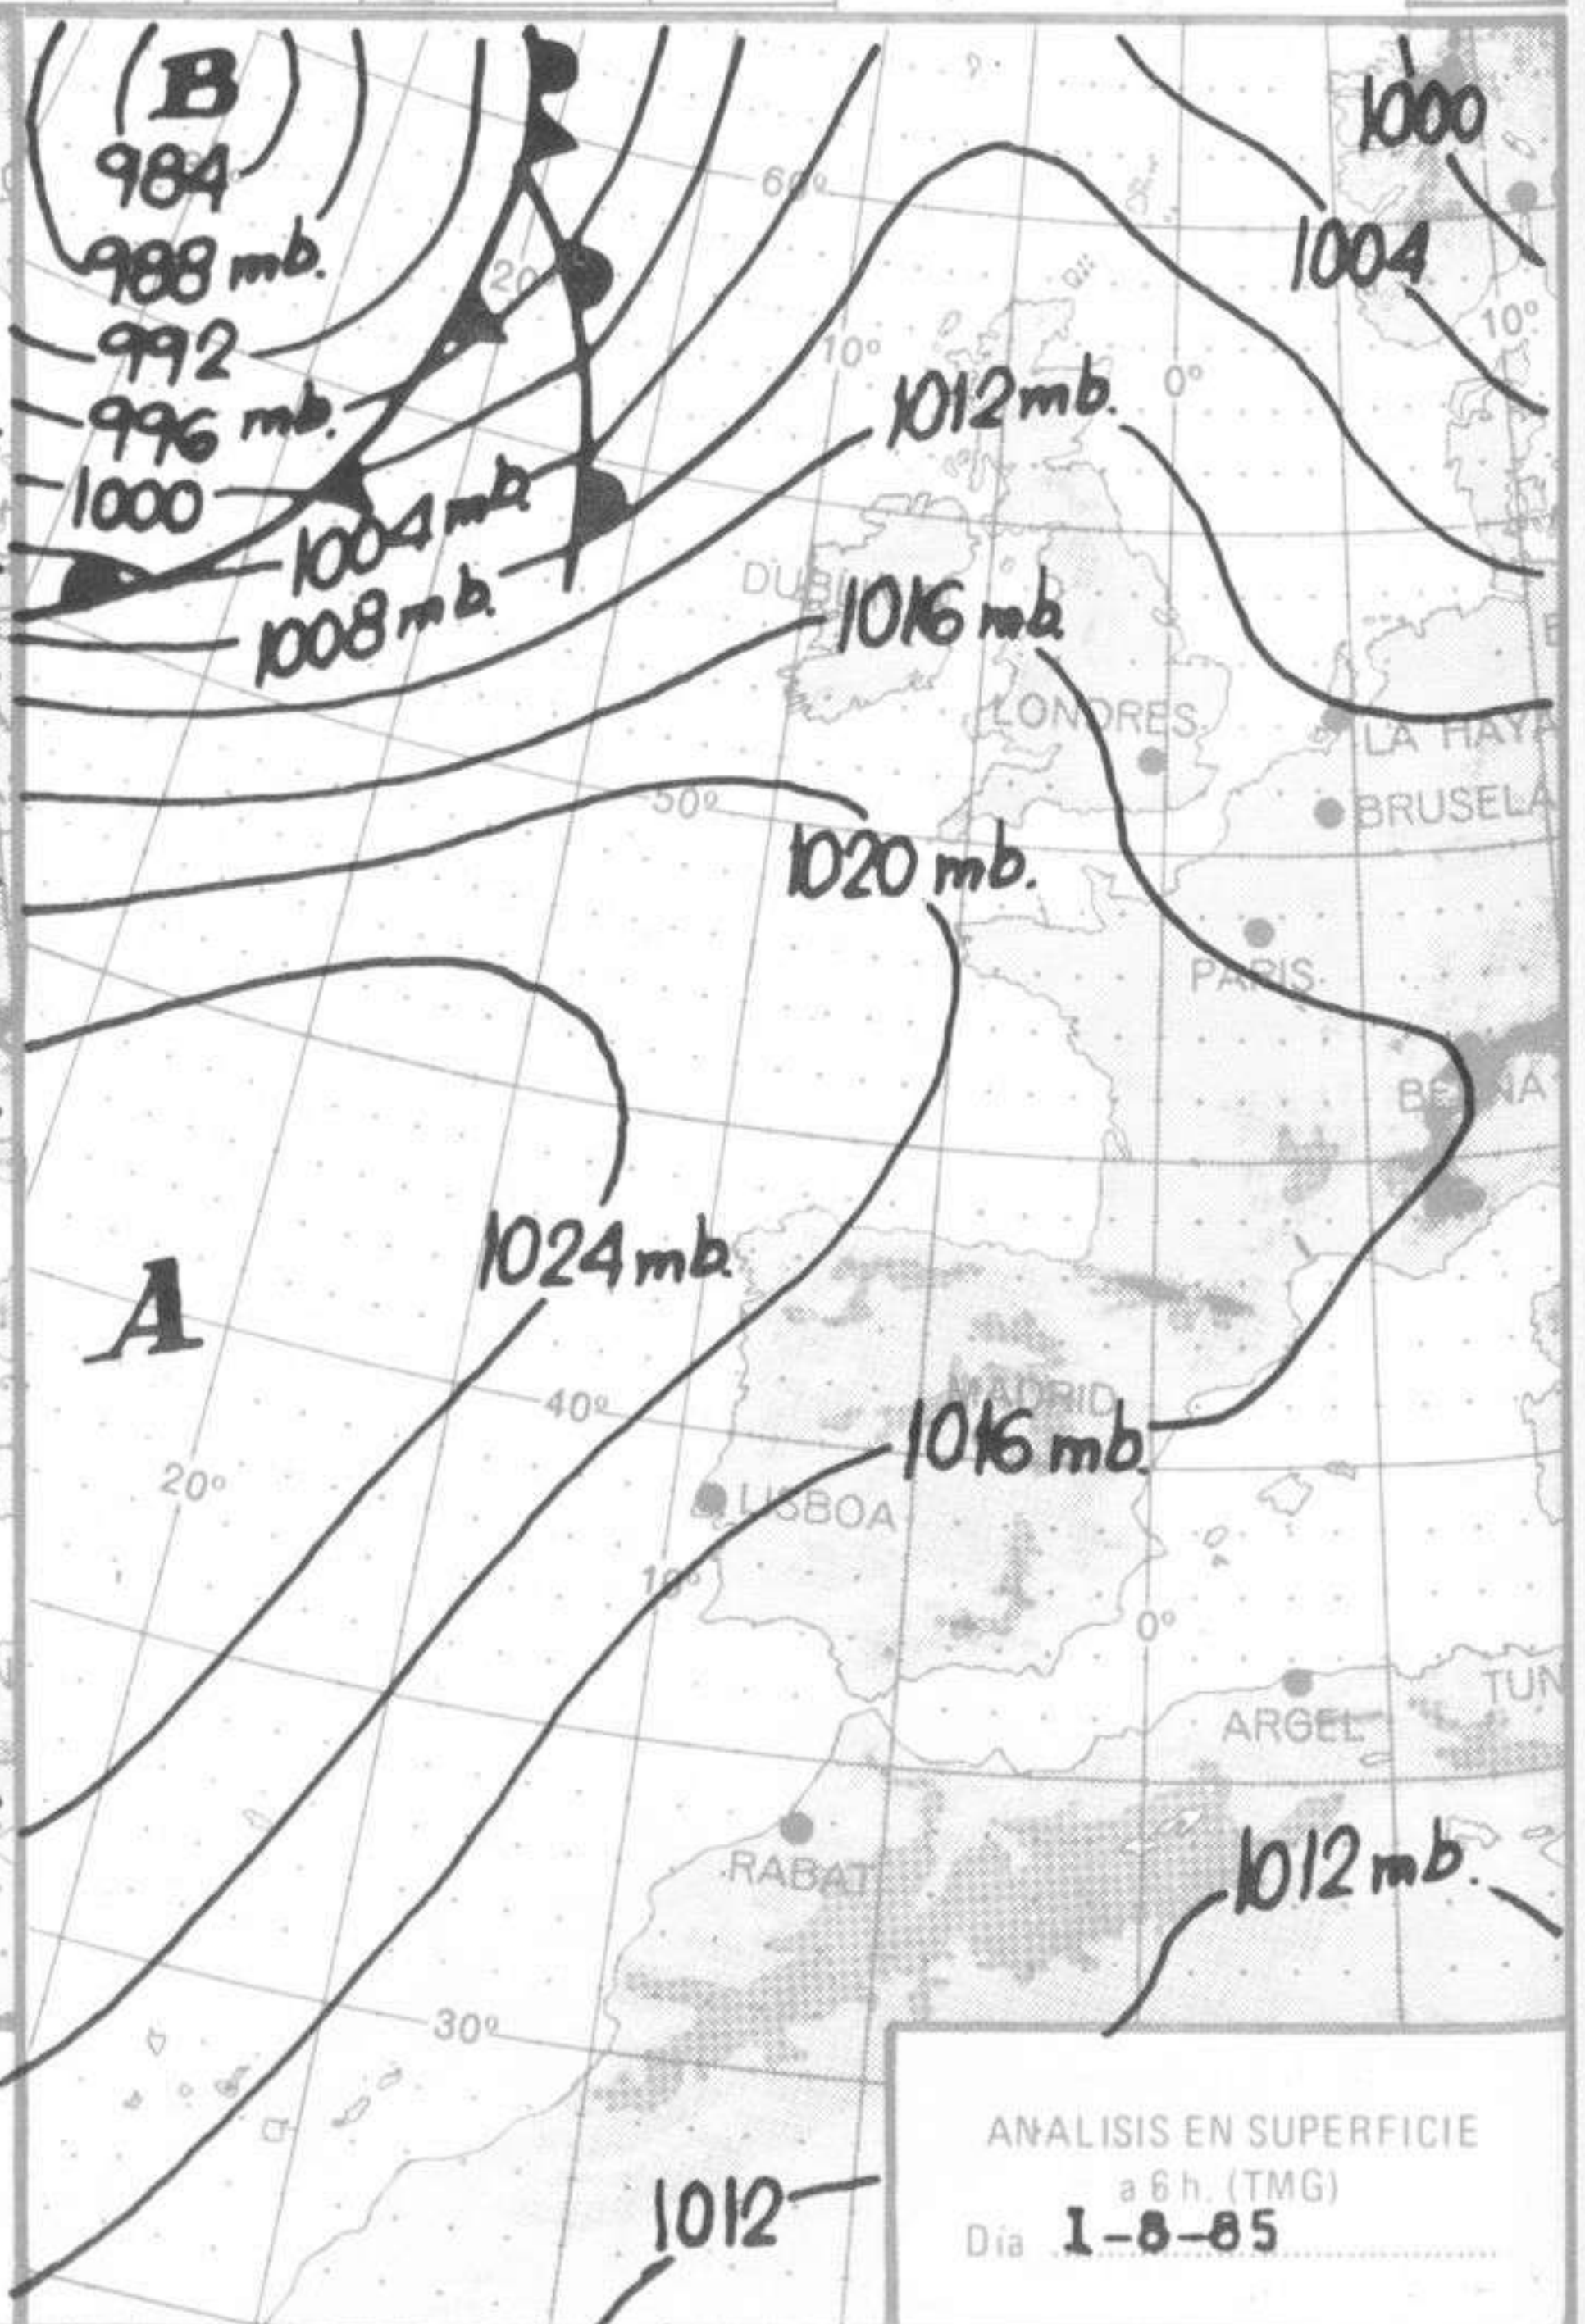 B
1000
984
60º
1004
988 mb.
20º
10º
992
10º
0º
996 mb.
1012 mb.
1000
1004 mb.
1008 mb.
1016 mb.
LONDRES
LA HAYA
50º
BRUSELA
1020 mb.
PARIS
1024 mb.
A
40º
MADRID
1016 mb.
20º
LISBOA
10º
0º
TUN
ARGEL
RABAT
1012 mb.
30º
ANALISIS EN SUPERFICIE
a 6 h. (TMG)
1012
Día 1-8-85